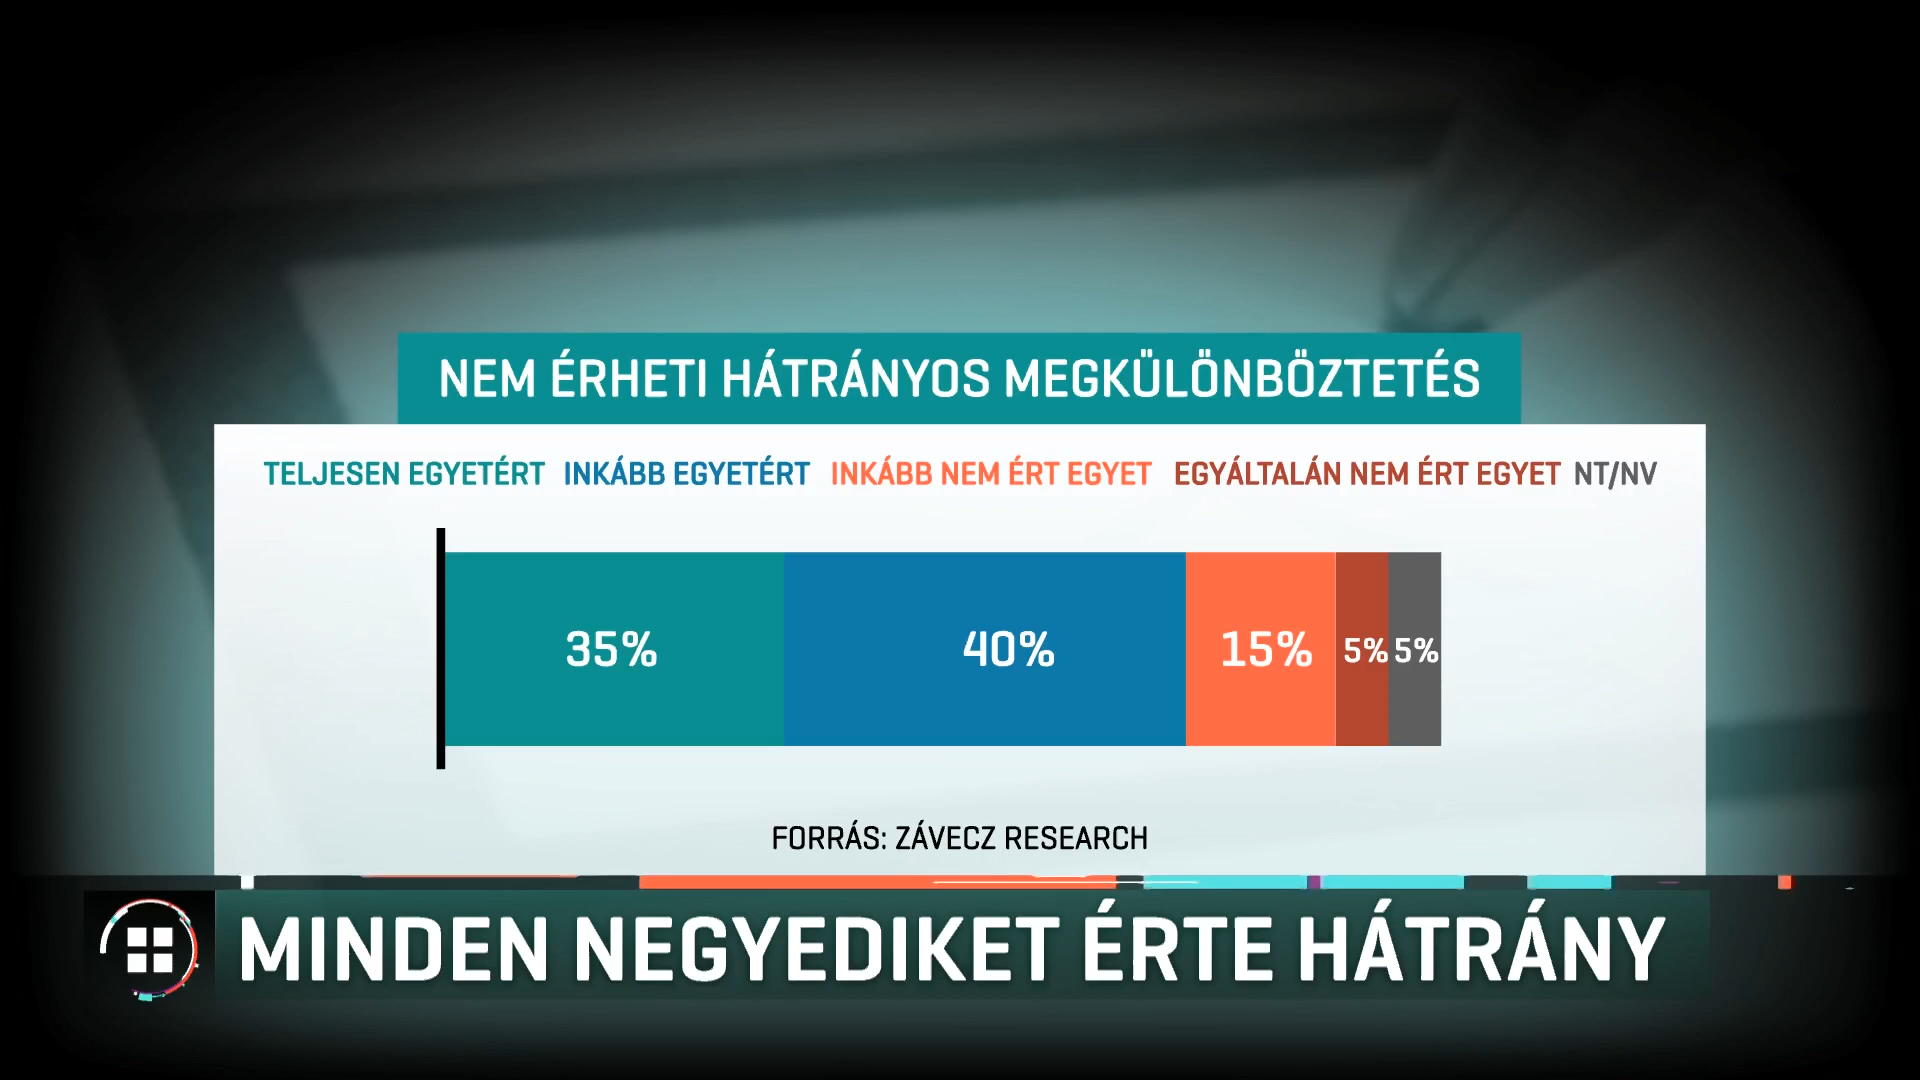 NEM ÉRHETI HÁTRÁNYOS MEGKÜLÖNBÖZTETÉS
TELJESEN EGYETÉRT INKÁBB EGYETÉRT INKÁBB NEM ÉRT EGYET EGYÁLTALÁN NEM ÉRT EGYET NT/NV
35% 40% 15% 5% 5%
FORRÁS: ZÁVECZ RESEARCH
MINDEN NEGYEDIKET ÉRTE HÁTRÁNY